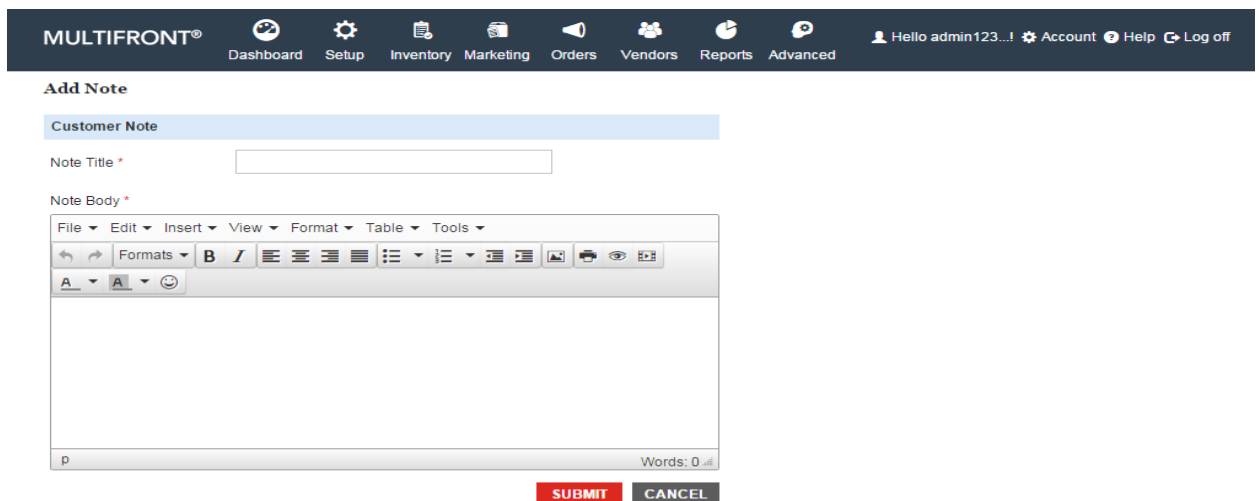 MULTIFRONT® Dashboard Setup Inventory Marketing Orders Vendors Reports Advanced Hello admin123...! Account Help Log off
Add Note
Customer Note
Note Title *
Note Body *
File Edit Insert View Format Table Tools
Formats B I
A A
p Words: 0
SUBMIT CANCEL